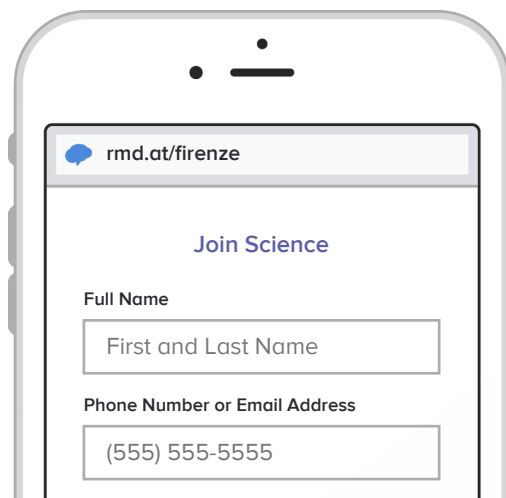 rmd.at/firenze
Join Science
Full Name
First and Last Name
Phone Number or Email Address
(555) 555-5555